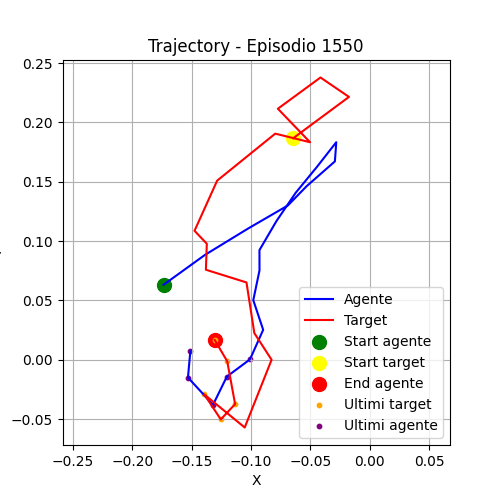 Trajectory - Episodio 1550
0.25
0.20
0.15
0.10
0.05
0.00
−0.05
−0.25
−0.20
−0.15
−0.10
−0.05
0.00
0.05
X
Agente
Target
Start agente
Start target
End agente
Ultimi target
Ultimi agente